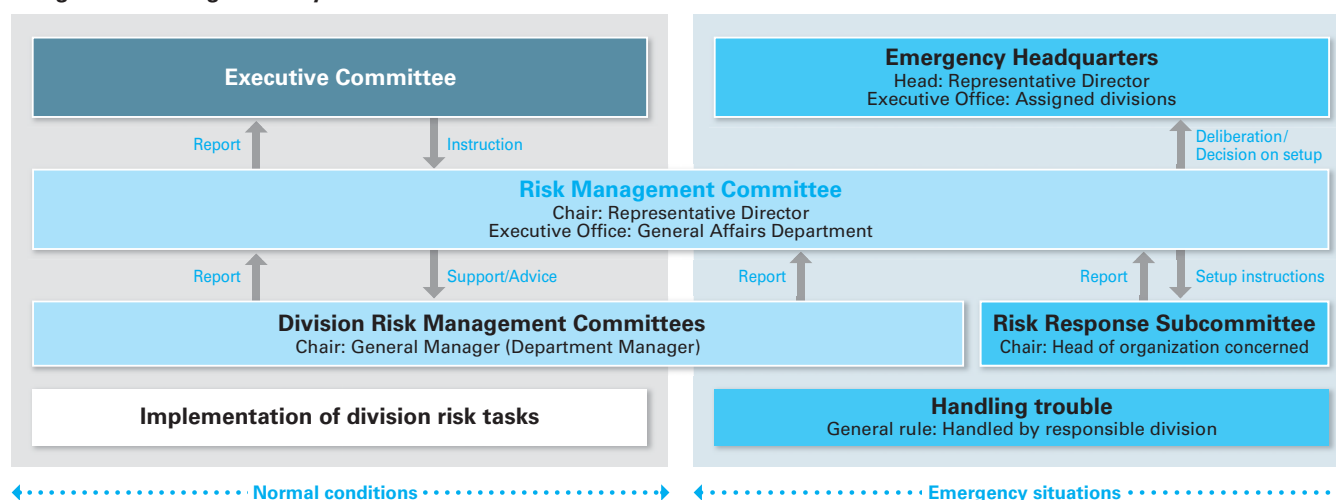 Executive Committee
Emergency Headquarters
Head: Representative Director
Executive Office: Assigned divisions
Report
Instruction
Deliberation/
Decision on setup
Risk Management Committee
Chair: Representative Director
Executive Office: General Affairs Department
Report
Support/Advice
Report
Report
Setup instructions
Division Risk Management Committees
Chair: General Manager (Department Manager)
Risk Response Subcommittee
Chair: Head of organization concerned
Implementation of division risk tasks
Handling trouble
General rule: Handled by responsible division
Normal conditions
Emergency situations